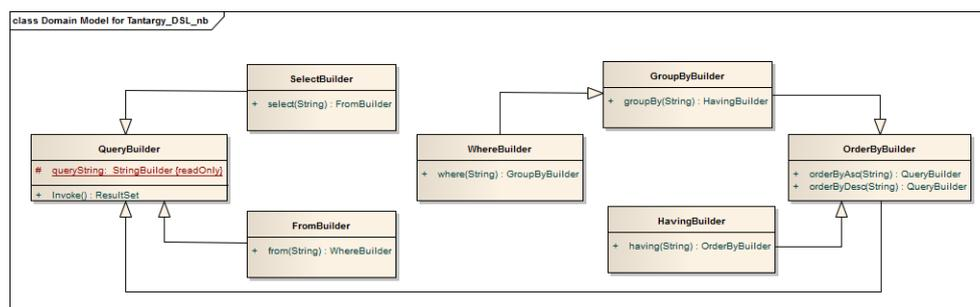 class Domain Model for Tantargy_DSL_nb
SelectBuilder
+ select(String) : FromBuilder
GroupByBuilder
+ groupBy(String) : HavingBuilder
QueryBuilder
# queryString: StringBuilder {readOnly}
+ Invoke() : ResultSet
WhereBuilder
+ where(String) : GroupByBuilder
OrderByBuilder
+ orderByAsc(String) : QueryBuilder
+ orderByDesc(String) : QueryBuilder
FromBuilder
+ from(String) : WhereBuilder
HavingBuilder
+ having(String) : OrderByBuilder